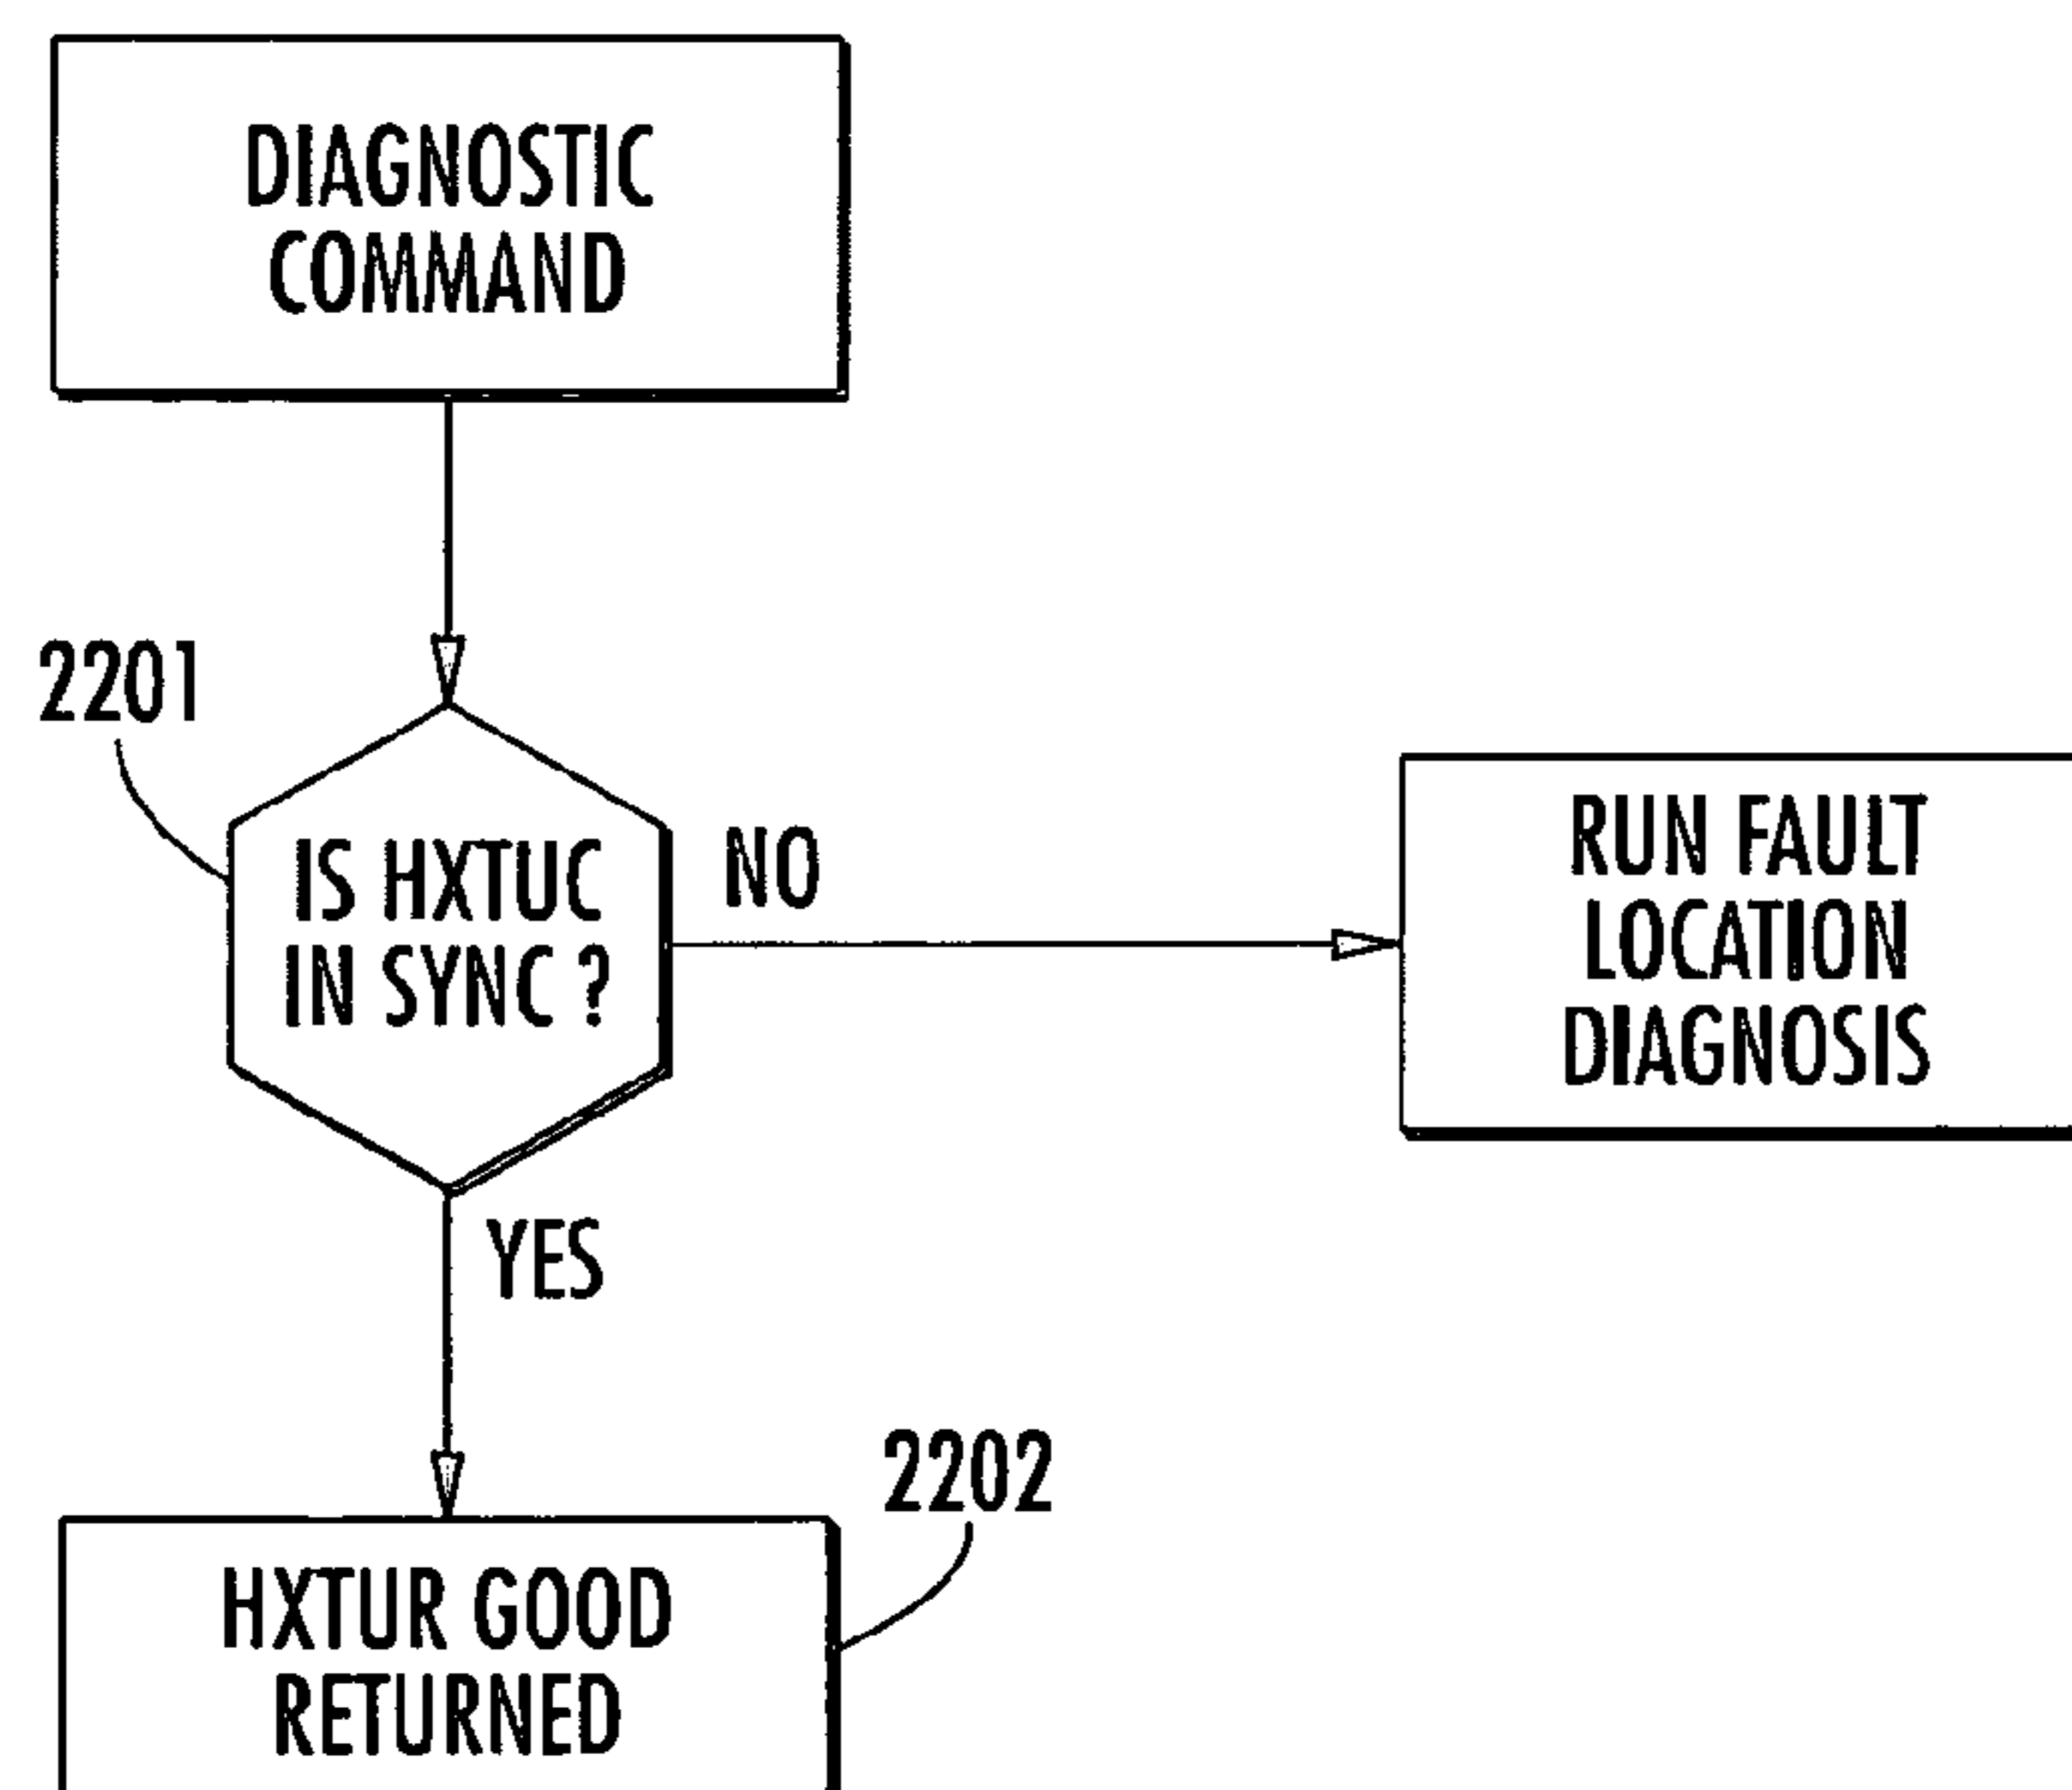 DIAGNOSTIC
COMMAND
2201
IS HXTUC
IN SYNC ?
NO
RUN FAULT
LOCATION
DIAGNOSIS
YES
2202
HXTUR GOOD
RETURNED